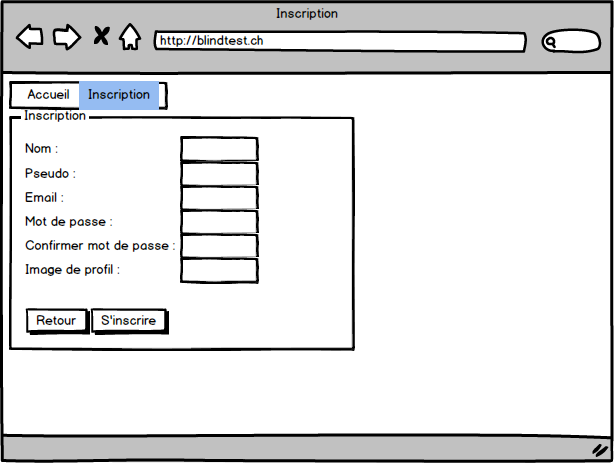 Inscription
http://blindtest.ch
Accueil Inscription
Inscription
Nom :
Pseudo :
Email :
Mot de passe :
Confirmer mot de passe :
Image de profil :
Retour S'inscrire